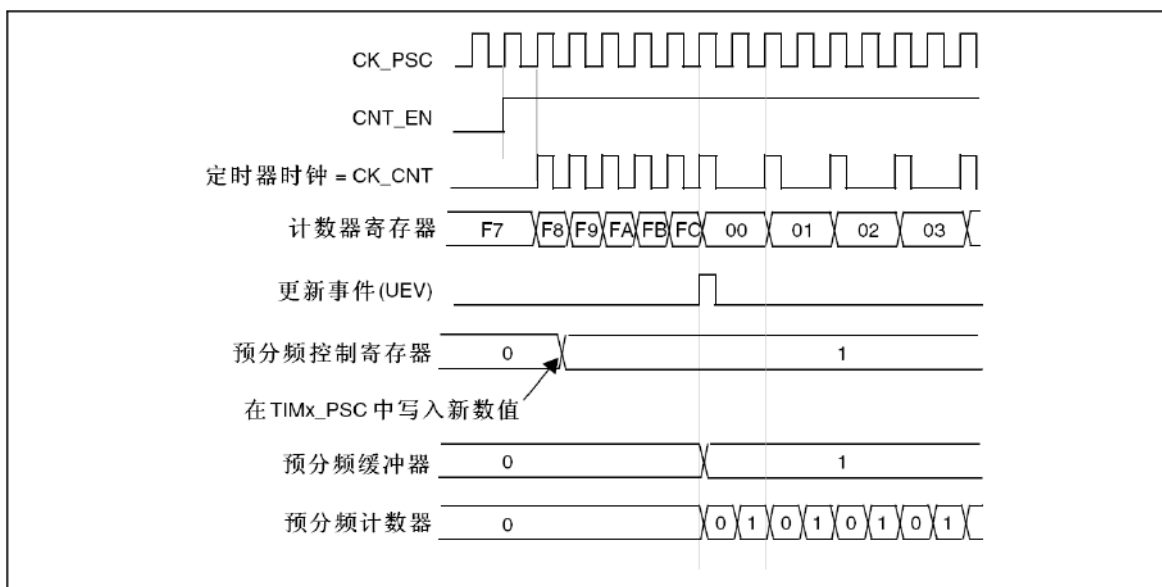 CK_PSC
CNT_EN
定时器时钟 = CK_CNT
计数器寄存器 F7 F8 F9 FA FB FC 00 01 02 03
更新事件(UEV)
预分频控制寄存器 0 1
在TIMx_PSC 中写入新数值
预分频缓冲器 0 1
预分频计数器 0 0 1 0 1 0 1 0 1